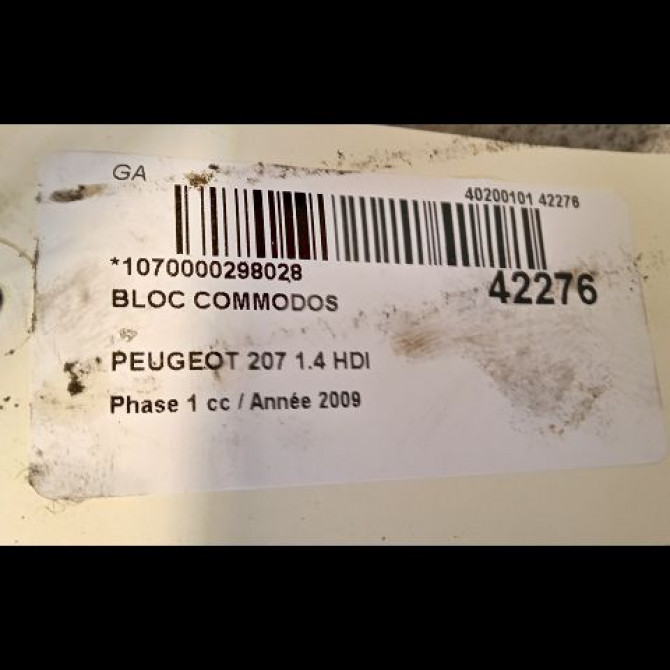 GA
40200101 42276
*1070000298028
42276
BLOC COMMODOS
PEUGEOT 207 1.4 HDI
Phase 1 cc / Année 2009